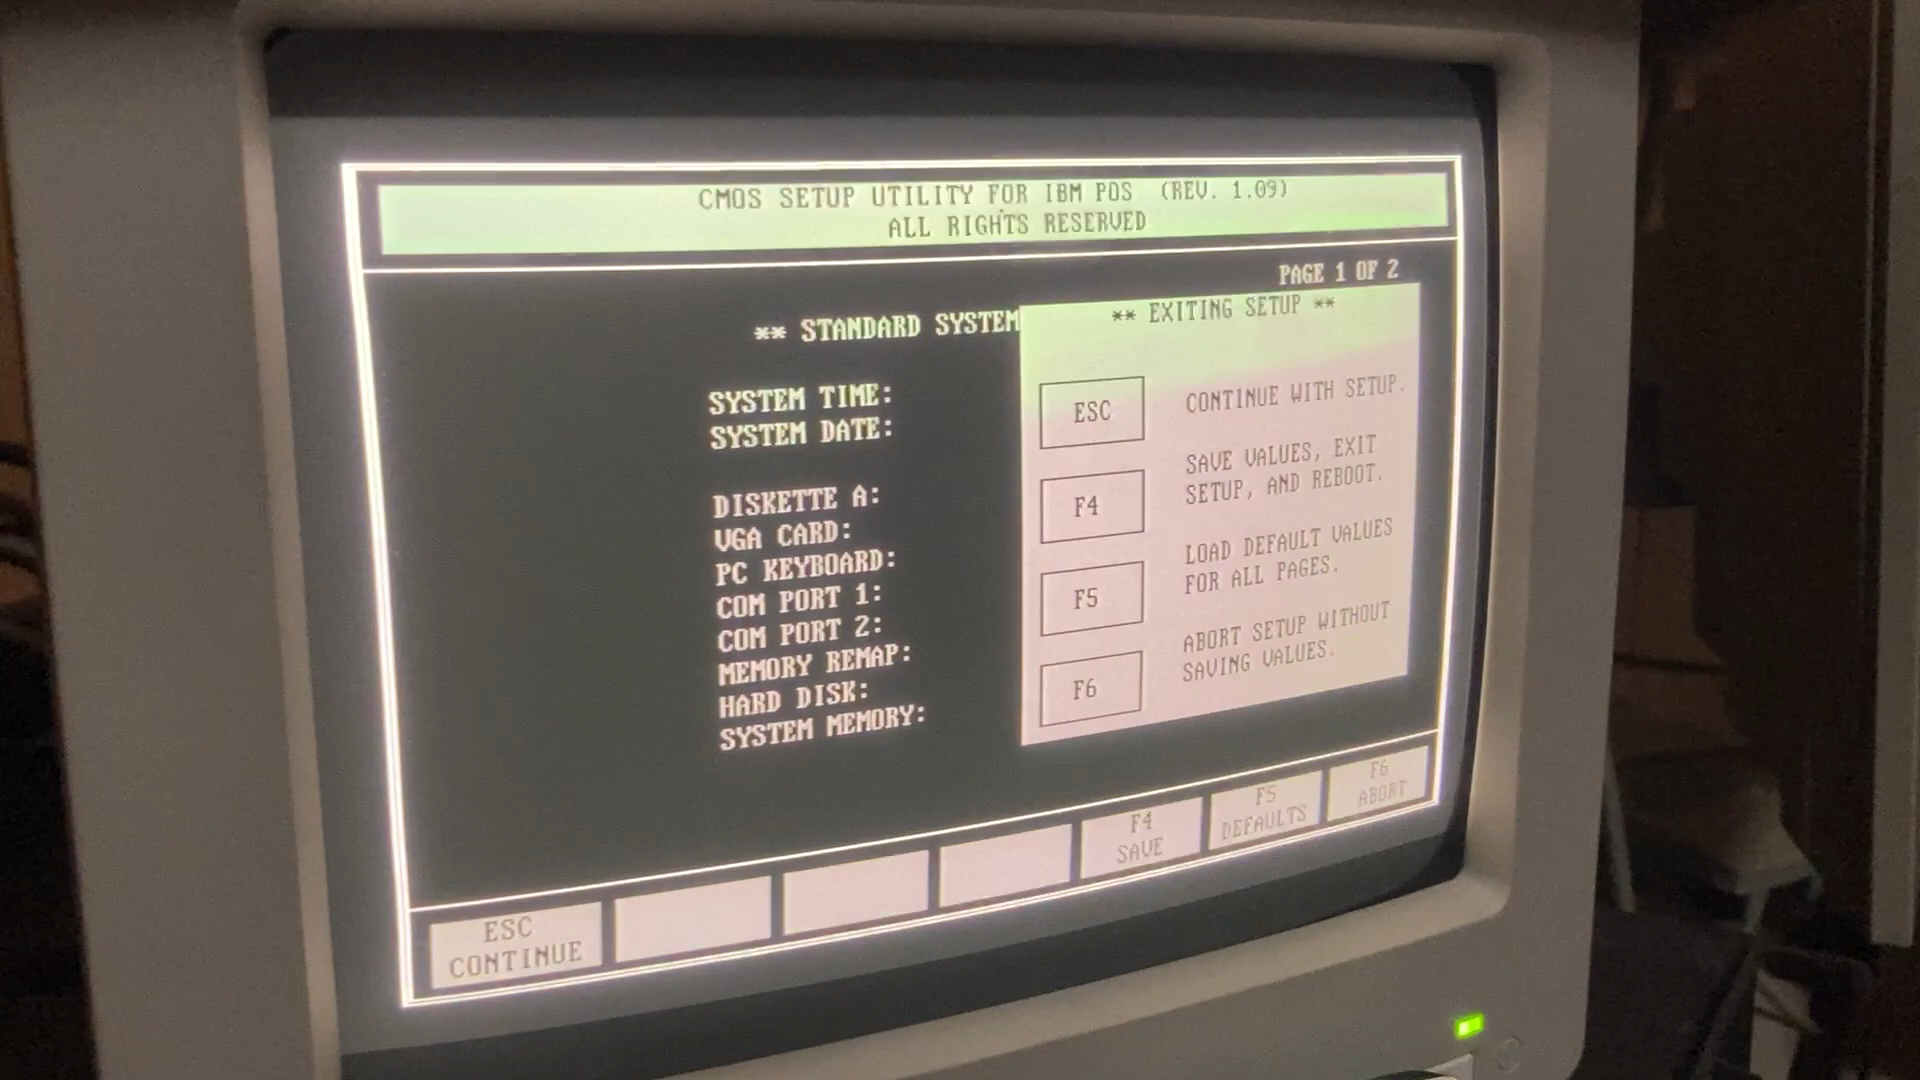 CMOS SETUP UTILITY FOR IBM POS (REV. 1.09)
ALL RIGHTS RESERVED
PAGE 1 OF 2
** STANDARD SYSTEM
SYSTEM TIME:
SYSTEM DATE:
DISKETTE A:
VGA CARD:
PC KEYBOARD:
COM PORT 1:
COM PORT 2:
MEMORY REMAP:
HARD DISK:
SYSTEM MEMORY:
** EXITING SETUP **
ESC CONTINUE WITH SETUP.
F4 SAVE VALUES, EXIT
SETUP, AND REBOOT.
F5 LOAD DEFAULT VALUES
FOR ALL PAGES.
F6 ABORT SETUP WITHOUT
SAVING VALUES.
ESC
CONTINUE
F4
SAVE
F5
DEFAULTS
F6
ABORT